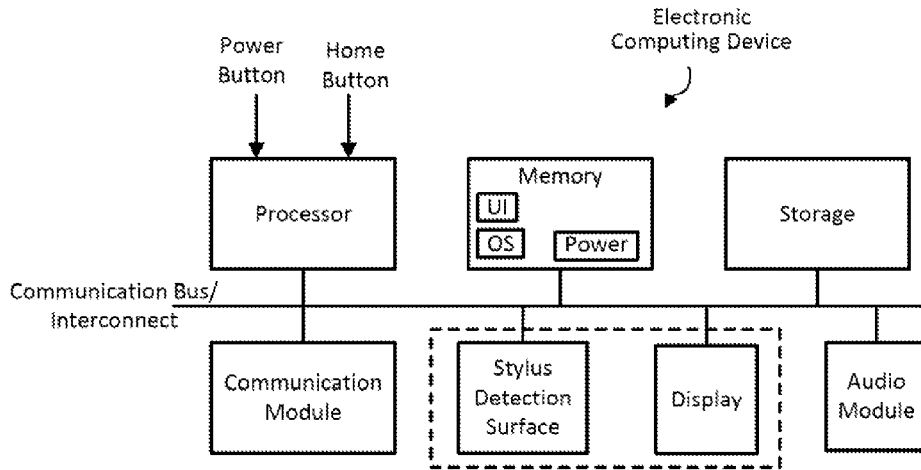 Electronic
Computing Device
Power
Button
Home
Button
Processor
Memory
UI
OS
Power
Storage
Communication Bus/
Interconnect
Communication
Module
Stylus
Detection
Surface
Display
Audio
Module